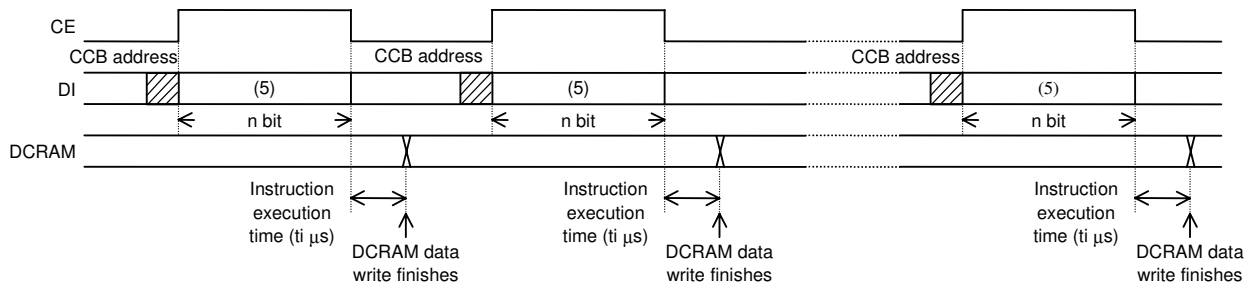 CE
CCB address
CCB address
CCB address
DI
(5)
(5)
(5)
n bit
n bit
n bit
DCRAM
Instruction
execution
time (ti μs)
Instruction
execution
time (ti μs)
Instruction
execution
time (ti μs)
DCRAM data
write finishes
DCRAM data
write finishes
DCRAM data
write finishes